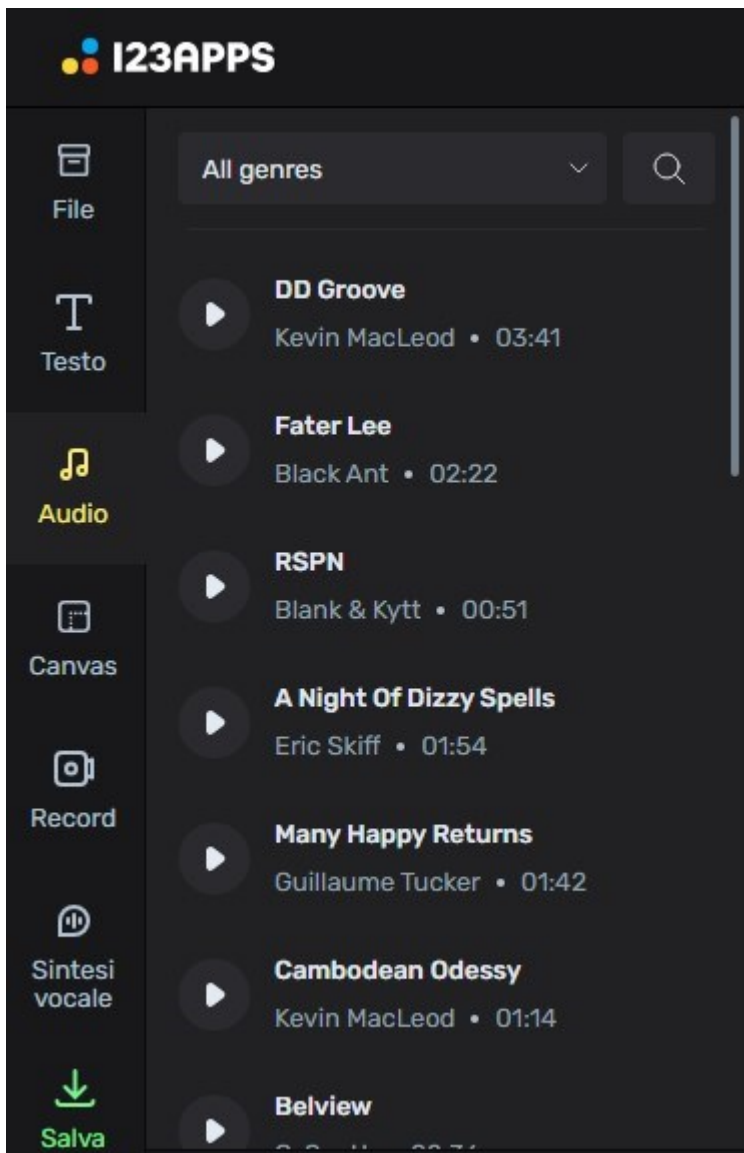 123APPS
File
Testo
Audio
Canvas
Record
Sintesi
vocale
Salva
All genres
DD Groove
Kevin MacLeod • 03:41
Fater Lee
Black Ant • 02:22
RSPN
Blank & Kytt • 00:51
A Night Of Dizzy Spells
Eric Skiff • 01:54
Many Happy Returns
Guillaume Tucker • 01:42
Cambodean Odessy
Kevin MacLeod • 01:14
Belview